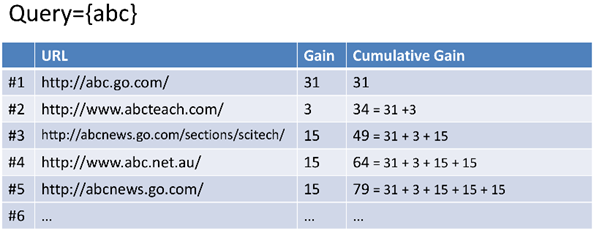 Query={abc}
URL Gain Cumulative Gain
#1 http://abc.go.com/ 31 31
#2 http://www.abcteach.com/ 3 34 = 31 +3
#3 http://abcnews.go.com/sections/scitech/ 15 49 = 31 + 3 + 15
#4 http://www.abc.net.au/ 15 64 = 31 + 3 + 15 + 15
#5 http://abcnews.go.com/ 15 79 = 31 + 3 + 15 + 15 + 15
#6 ... ... ...